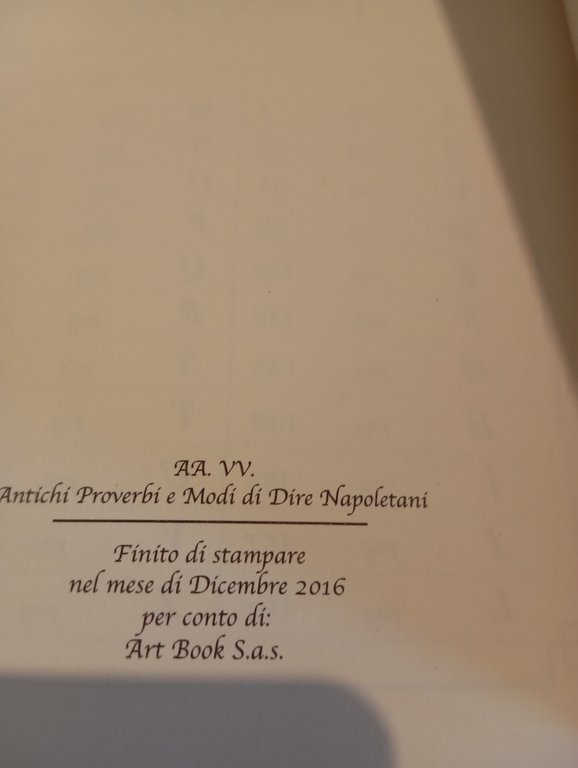 AA. VV.
Antichi Proverbi e Modi di Dire Napoletani
Finito di stampare
nel mese di Dicembre 2016
per conto di:
Art Book S.a.s.